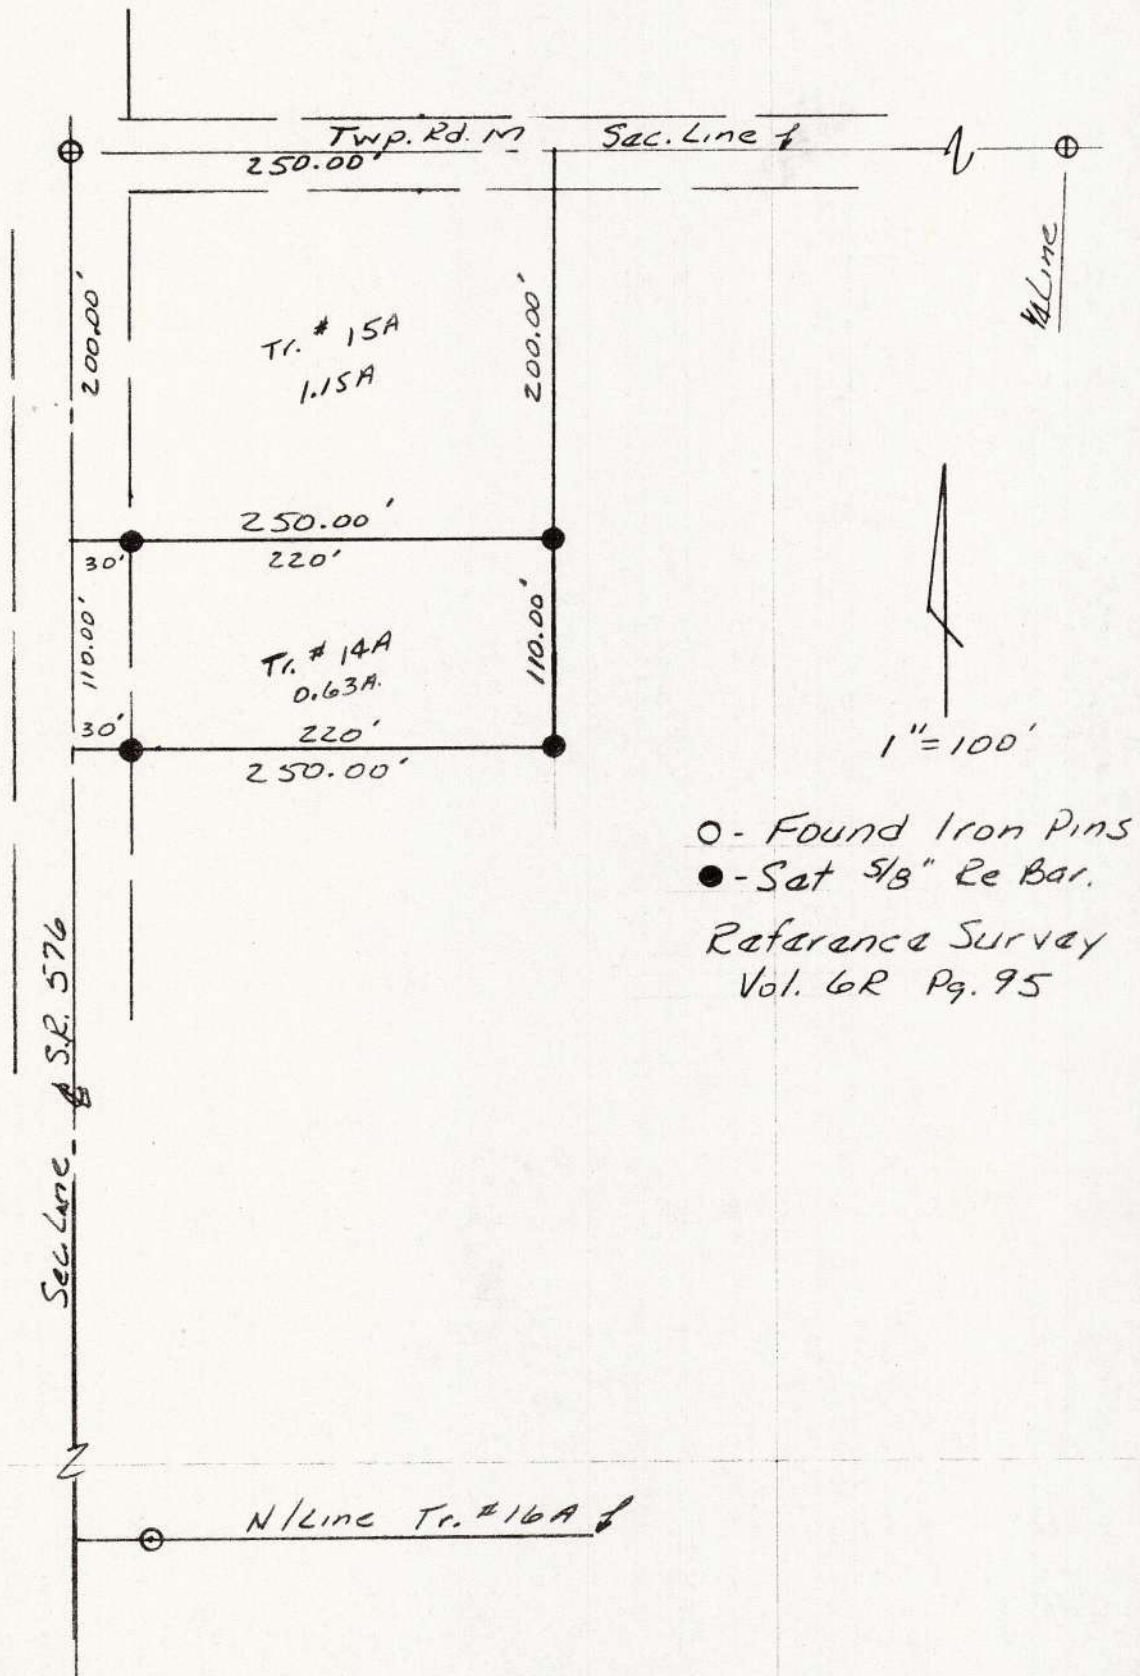 Twp. Rd. M Sec. Line
250.00'
200.00'
Tr. # 15A
1.15A
200.00'
1/4 Line
250.00'
30'
220'
110.00'
Tr. # 14A
0.63A.
110.00'
30'
220'
250.00'
1" = 100'
O - Found Iron Pins
● - Set 5/8" Re Bar.
Reference Survey
Vol. 6R Pg. 95
Sec. Line & S.R. 576
N/Line Tr. #16A